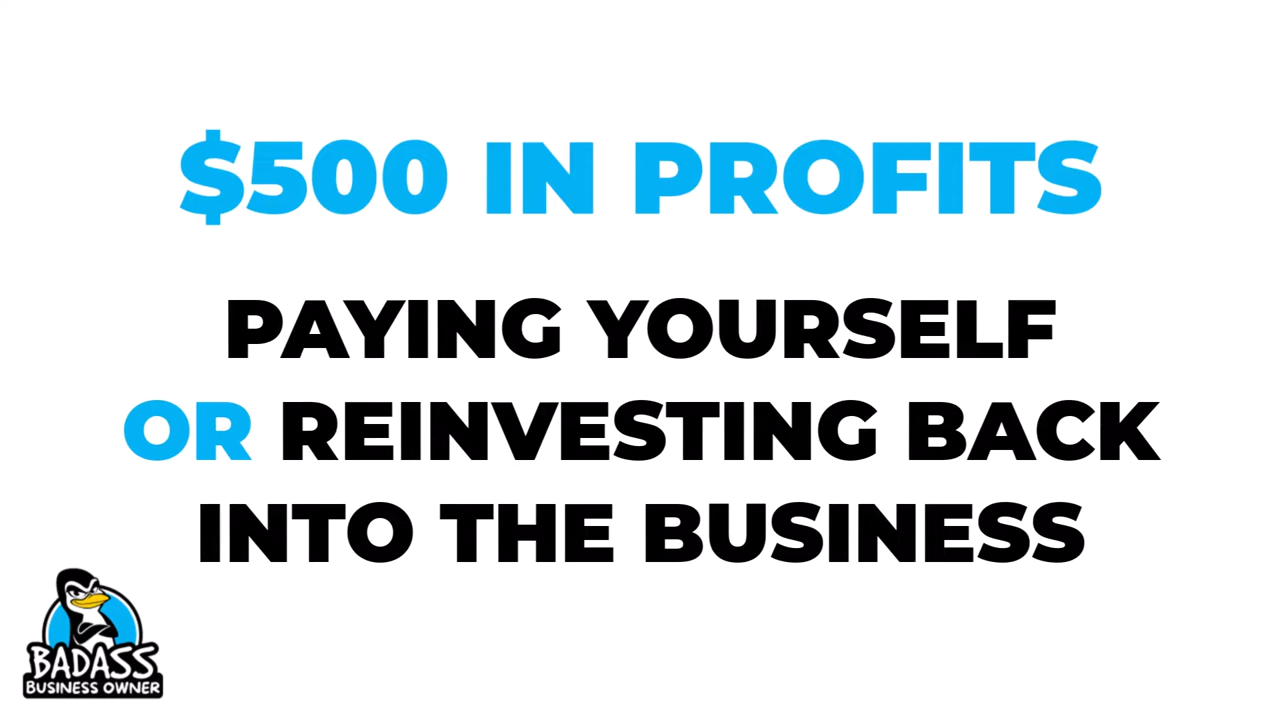 $500 IN PROFITS
PAYING YOURSELF
OR REINVESTING BACK
INTO THE BUSINESS
BADASS
BUSINESS OWNER